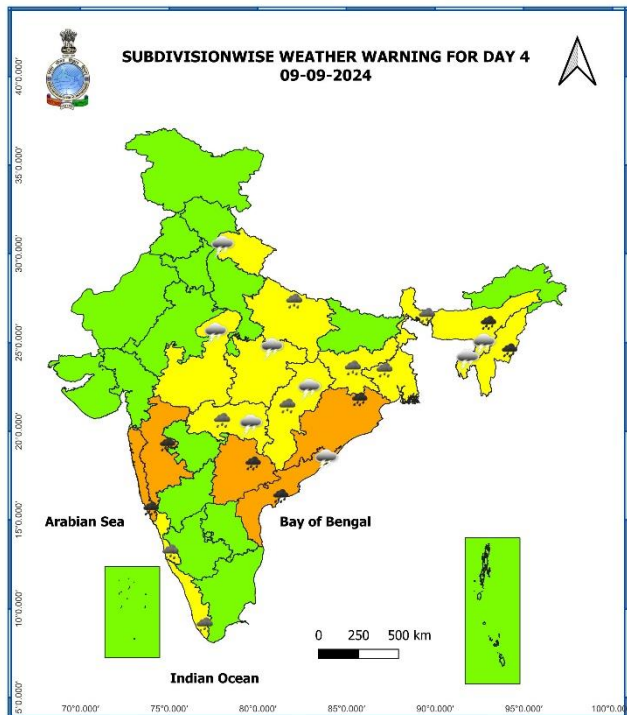 SUBDIVISIONWISE WEATHER WARNING FOR DAY 4
09-09-2024
40°0.000'
35°0.000'
30°0.000'
25°0.000'
20°0.000'
15°0.000'
10°0.000'
5°0.000'
Arabian Sea
Bay of Bengal
0 250 500 km
Indian Ocean
70°0.000' 75°0.000' 80°0.000' 85°0.000' 90°0.000' 95°0.000' 100°0.00